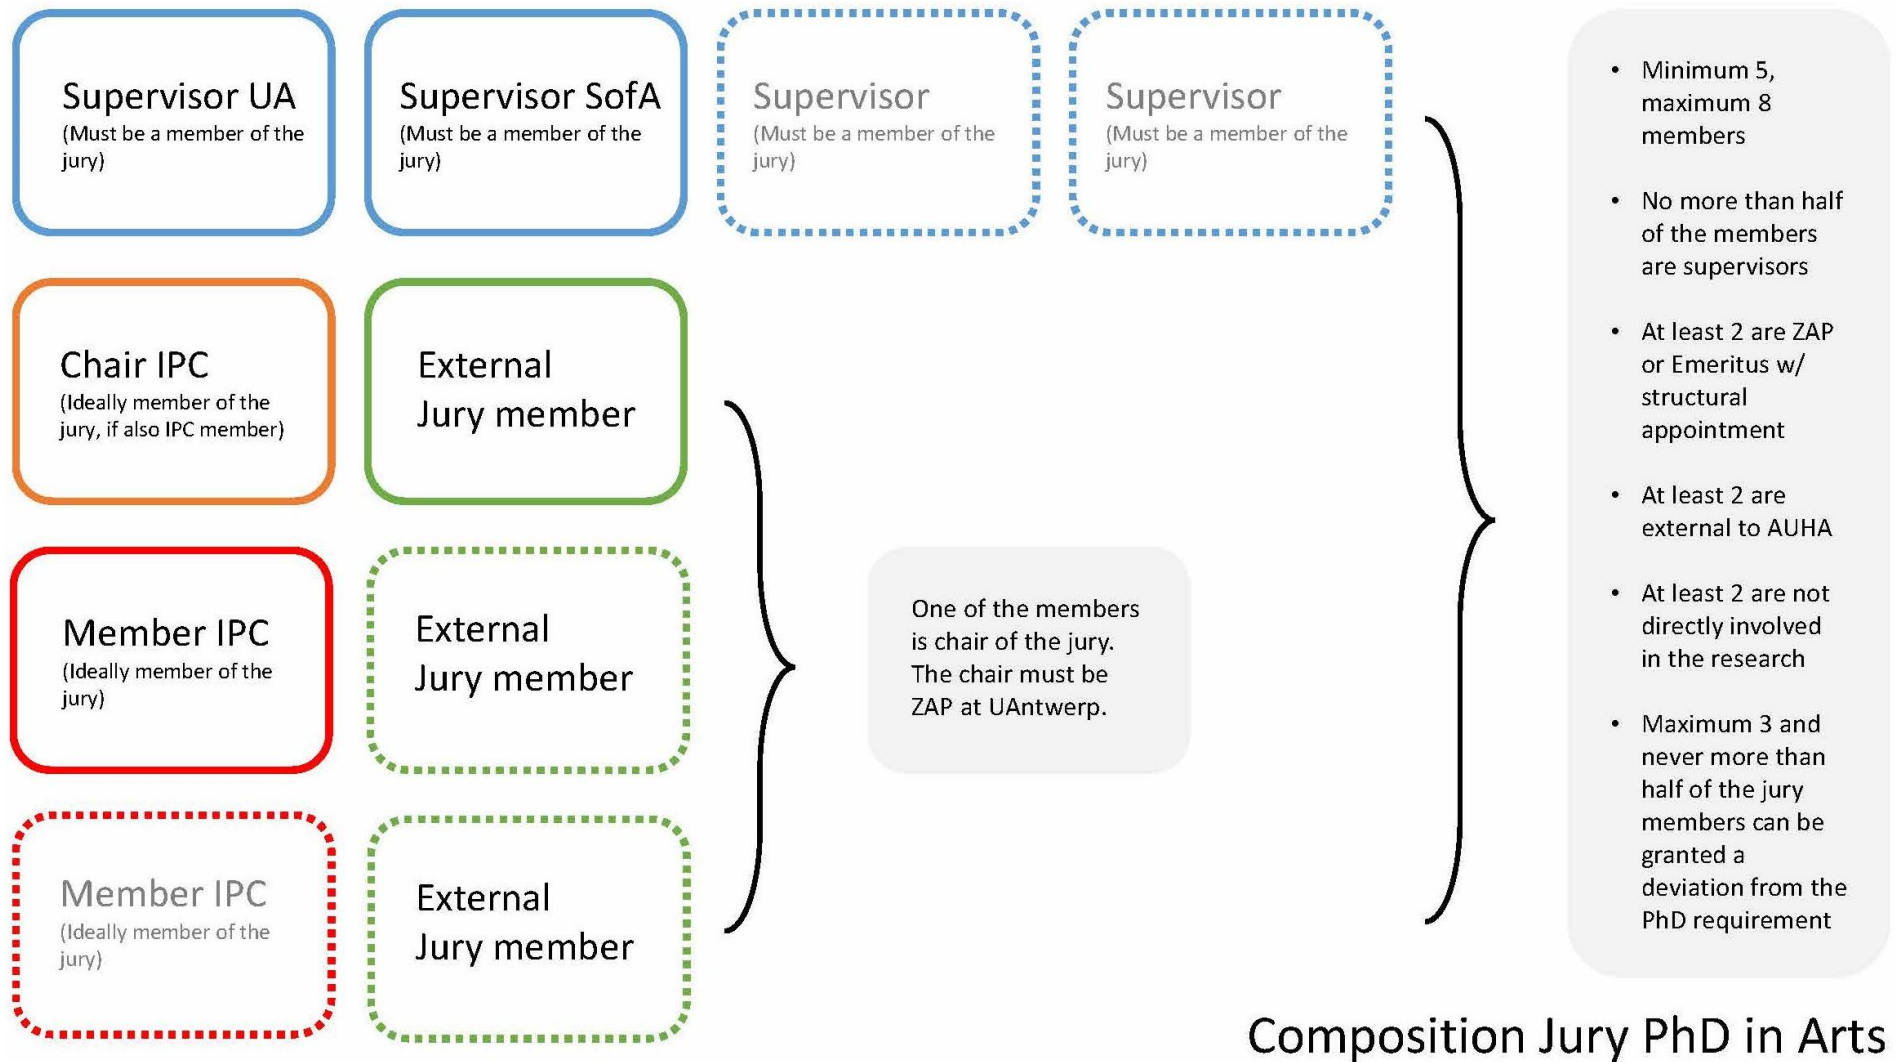 Supervisor UA
(Must be a member of the
jury)
Supervisor SofA
(Must be a member of the
jury)
Supervisor
(Must be a member of the
jury)
Supervisor
(Must be a member of the
jury)
Chair IPC
(Ideally member of the
jury, if also IPC member)
External
Jury member
Member IPC
(Ideally member of the
jury)
External
Jury member
Member IPC
(Ideally member of the
jury)
External
Jury member
One of the members
is chair of the jury.
The chair must be
ZAP at UAntwerp.
• Minimum 5,
maximum 8
members
• No more than half
of the members
are supervisors
• At least 2 are ZAP
or Emeritus w/
structural
appointment
• At least 2 are
external to AUHA
• At least 2 are not
directly involved
in the research
• Maximum 3 and
never more than
half of the jury
members can be
granted a
deviation from the
PhD requirement
Composition Jury PhD in Arts